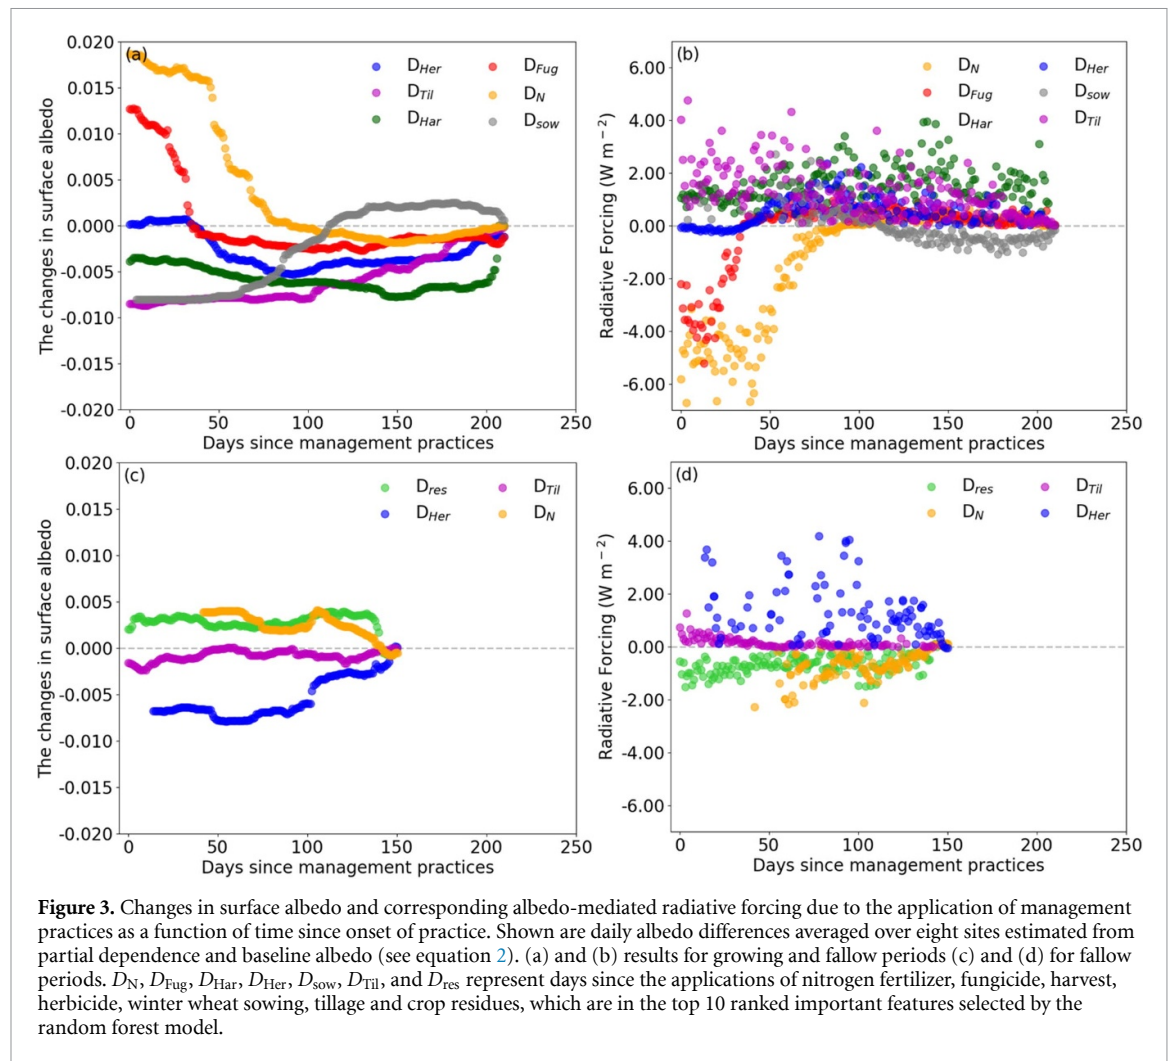 (a)
D_Her
D_Fug
D_Til
D_N
D_Har
D_sow
The changes in surface albedo
0.020
0.015
0.010
0.005
0.000
-0.005
-0.010
-0.015
-0.020
0 50 100 150 200 250
Days since management practices
(b)
D_N
D_Her
D_Fug
D_sow
D_Har
D_Til
Radiative Forcing (W m⁻²)
6.00
4.00
2.00
0.00
-2.00
-4.00
-6.00
0 50 100 150 200 250
Days since management practices
(c)
D_res
D_Til
D_Her
D_N
The changes in surface albedo
0.020
0.015
0.010
0.005
0.000
-0.005
-0.010
-0.015
-0.020
0 50 100 150 200 250
Days since management practices
(d)
D_res
D_Til
D_N
D_Her
Radiative Forcing (W m⁻²)
6.00
4.00
2.00
0.00
-2.00
-4.00
-6.00
0 50 100 150 200 250
Days since management practices
Figure 3. Changes in surface albedo and corresponding albedo-mediated radiative forcing due to the application of management
practices as a function of time since onset of practice. Shown are daily albedo differences averaged over eight sites estimated from
partial dependence and baseline albedo (see equation 2). (a) and (b) results for growing and fallow periods (c) and (d) for fallow
periods. D_N, D_Fug, D_Har, D_Her, D_sow, D_Til, and D_res represent days since the applications of nitrogen fertilizer, fungicide, harvest,
herbicide, winter wheat sowing, tillage and crop residues, which are in the top 10 ranked important features selected by the
random forest model.